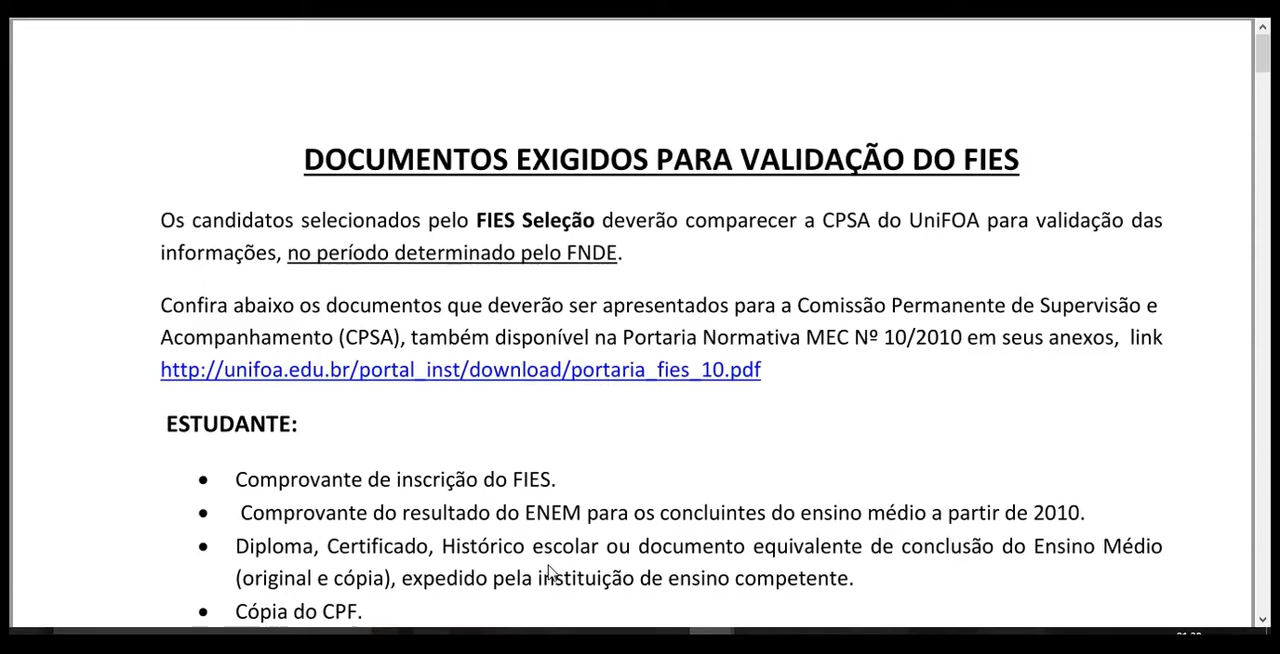 DOCUMENTOS EXIGIDOS PARA VALIDAÇÃO DO FIES
Os candidatos selecionados pelo FIES Seleção deverão comparecer a CPSA do UniFOA para validação das
informações, no período determinado pelo FNDE.
Confira abaixo os documentos que deverão ser apresentados para a Comissão Permanente de Supervisão e
Acompanhamento (CPSA), também disponível na Portaria Normativa MEC Nº 10/2010 em seus anexos, link
http://unifoa.edu.br/portal_inst/download/portaria_fies_10.pdf
ESTUDANTE:
• Comprovante de inscrição do FIES.
• Comprovante do resultado do ENEM para os concluintes do ensino médio a partir de 2010.
• Diploma, Certificado, Histórico escolar ou documento equivalente de conclusão do Ensino Médio
(original e cópia), expedido pela instituição de ensino competente.
• Cópia do CPF.